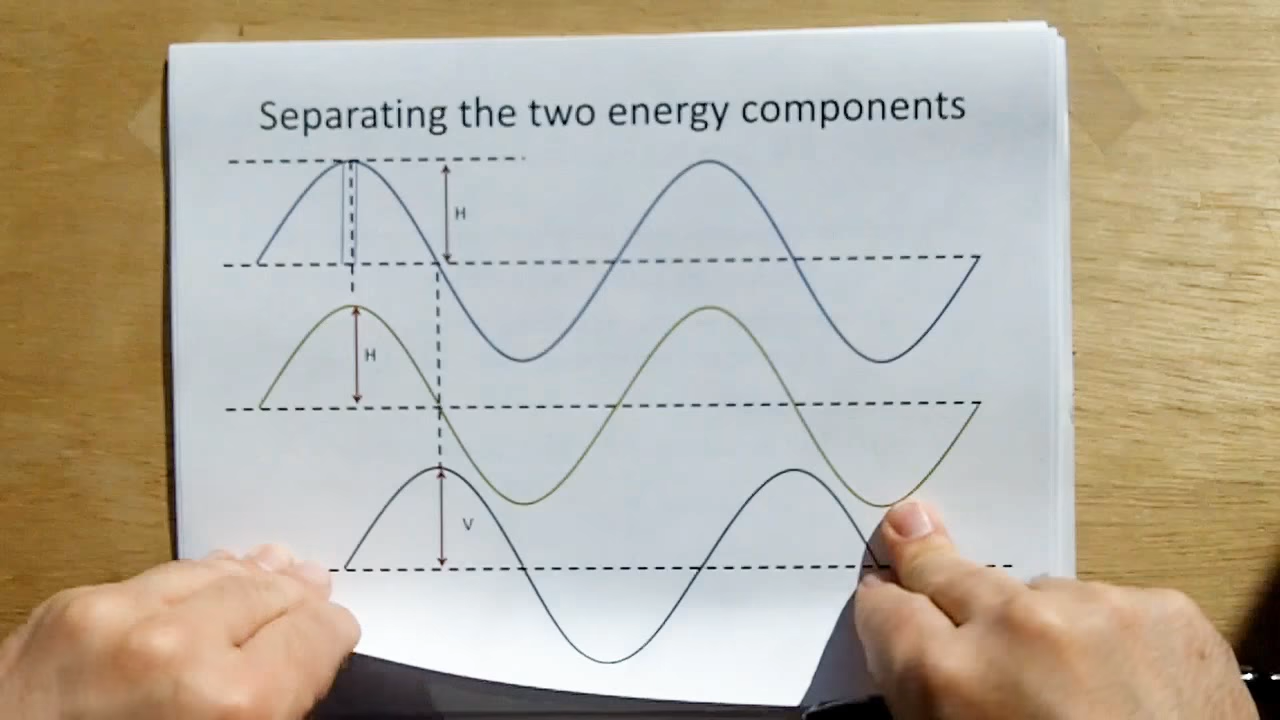 Separating the two energy components
H
H
V